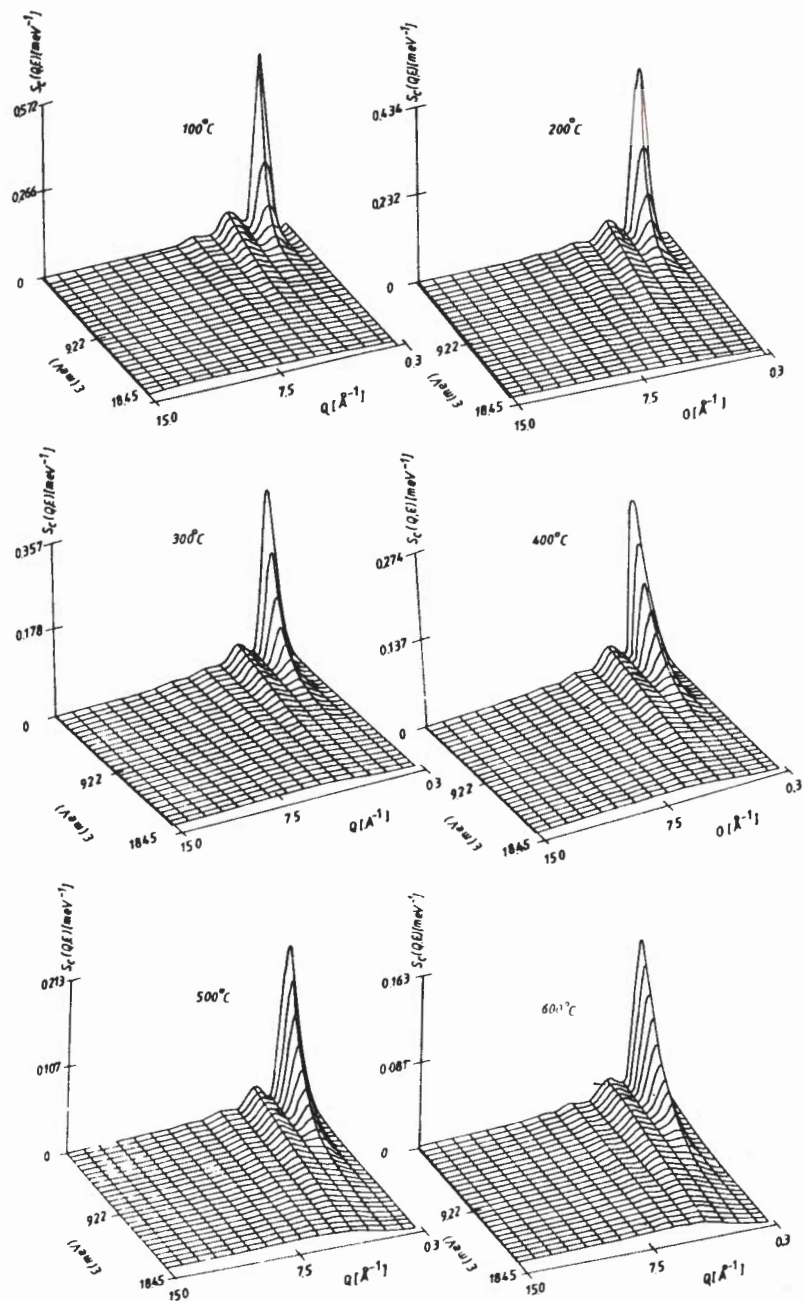 S_c(Q,E)[meV⁻¹]
0.572
100°C
0.266
0
9.22
E(meV)
18.45
15.0
7.5
Q [Å⁻¹]
0.3
S_c(Q,E)[meV⁻¹]
0.434
200°C
0.232
0
9.22
E(meV)
18.45
15.0
7.5
Q [Å⁻¹]
0.3
S_c(Q,E)[meV⁻¹]
0.357
300°C
0.178
0
9.22
E(meV)
18.45
15.0
7.5
Q [Å⁻¹]
0.3
S_c(Q,E)[meV⁻¹]
0.274
400°C
0.137
0
9.22
E(meV)
18.45
15.0
7.5
Q [Å⁻¹]
0.3
S_c(Q,E)[meV⁻¹]
0.213
500°C
0.107
0
9.22
E(meV)
18.45
15.0
7.5
Q [Å⁻¹]
0.3
S_c(Q,E)[meV⁻¹]
0.163
600°C
0.081
0
9.22
E(meV)
18.45
15.0
7.5
Q [Å⁻¹]
0.3